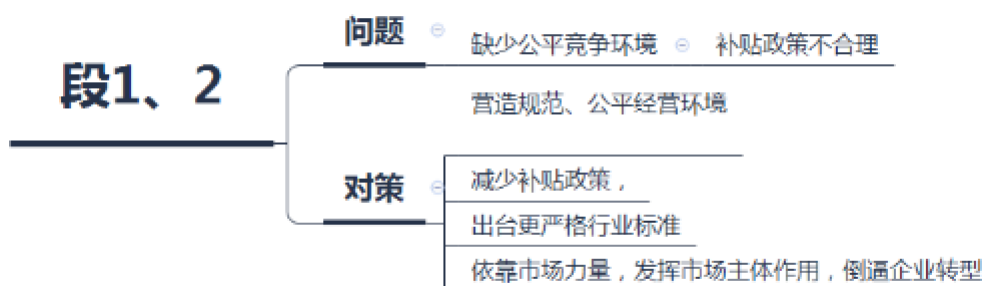 段1、2
问题
缺少公平竞争环境
补贴政策不合理
对策
营造规范、公平经营环境
减少补贴政策，
出台更严格行业标准
依靠市场力量，发挥市场主体作用，倒逼企业转型